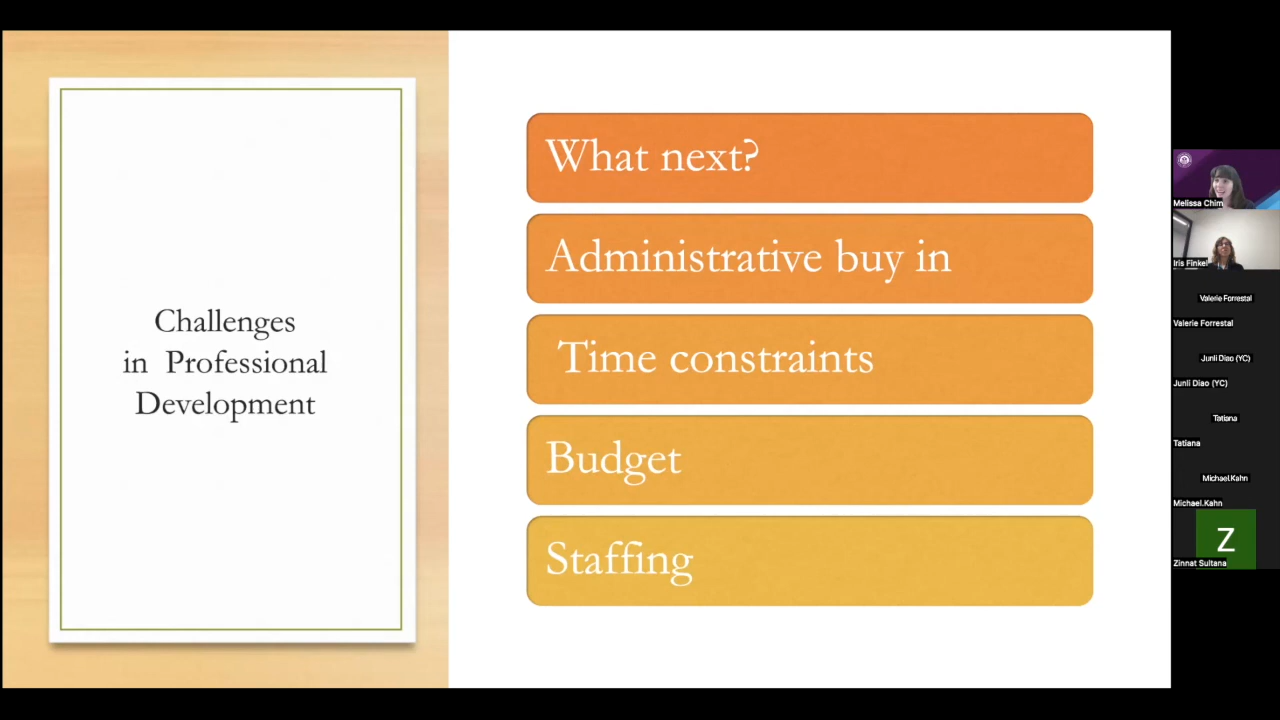 Challenges
in Professional
Development
What next?
Administrative buy in
Time constraints
Budget
Staffing
Melissa Chim
Iris Finkel
Valerie Forrestal
Valerie Forrestal
Junli Diao (YC)
Junli Diao (YC)
Tatiana
Tatiana
Michael.Kahn
Michael.Kahn
Z
Zinnat Sultana